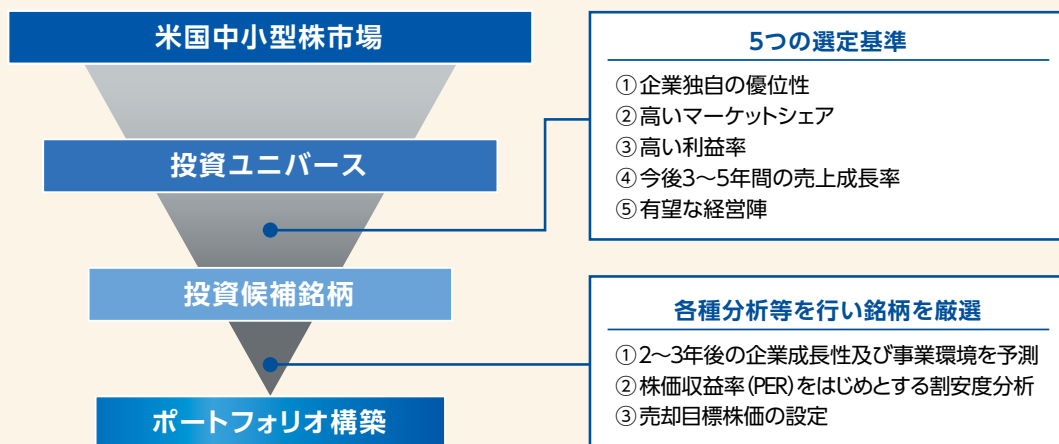 米国中小型株市場
投資ユニバース
投資候補銘柄
ポートフォリオ構築
5つの選定基準
①企業独自の優位性
②高いマーケットシェア
③高い利益率
④今後3～5年間の売上成長率
⑤有望な経営陣
各種分析等を行い銘柄を厳選
①2～3年後の企業成長性及び事業環境を予測
②株価収益率(PER)をはじめとする割安度分析
③売却目標株価の設定